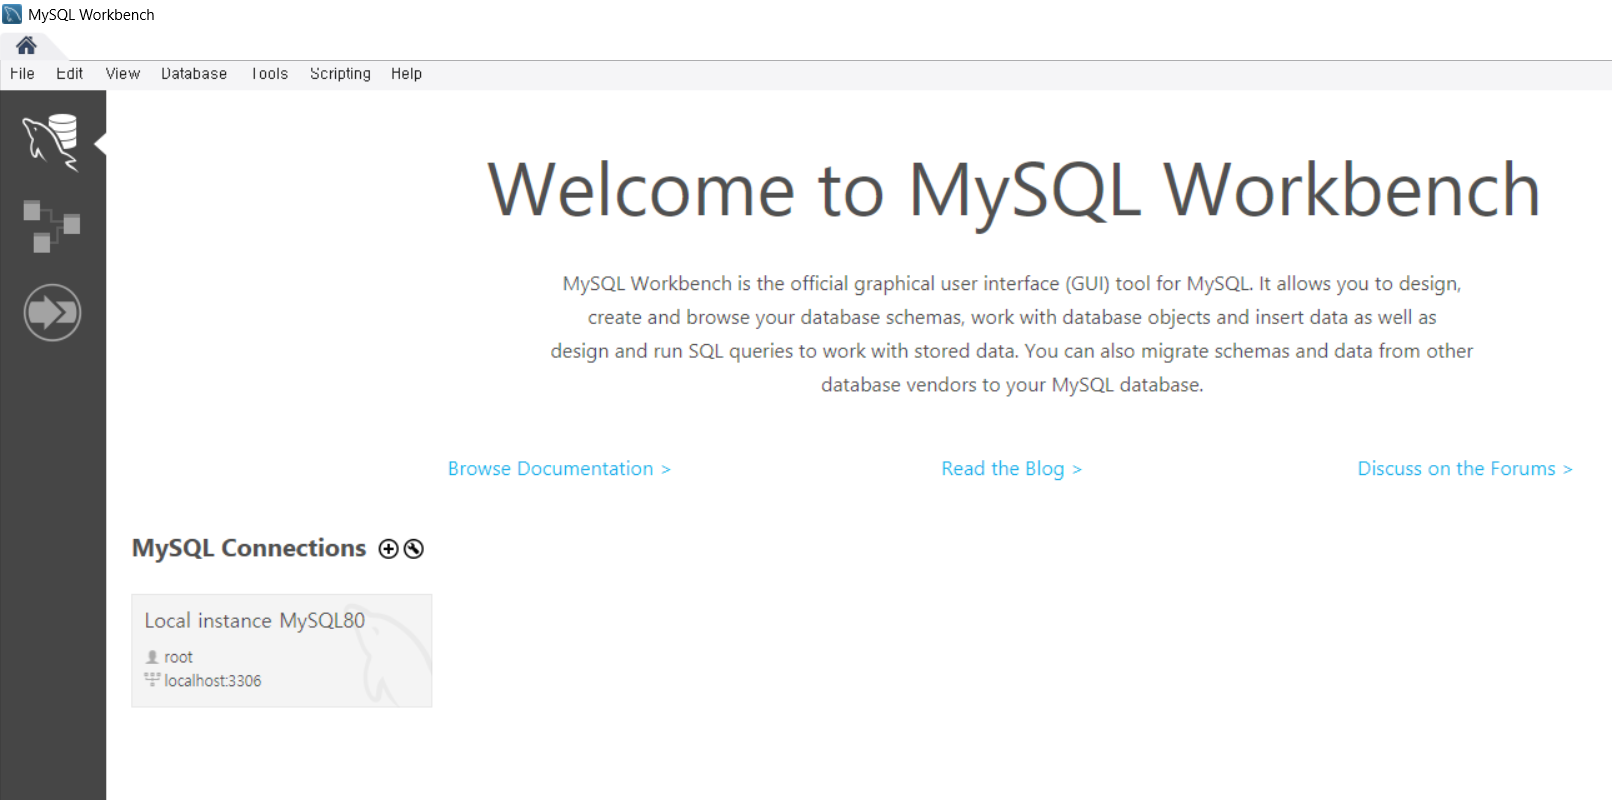 MySQL Workbench
File Edit View Database Tools Scripting Help
Welcome to MySQL Workbench
MySQL Workbench is the official graphical user interface (GUI) tool for MySQL. It allows you to design,
create and browse your database schemas, work with database objects and insert data as well as
design and run SQL queries to work with stored data. You can also migrate schemas and data from other
database vendors to your MySQL database.
Browse Documentation > Read the Blog > Discuss on the Forums >
MySQL Connections
Local instance MySQL80
root
localhost:3306